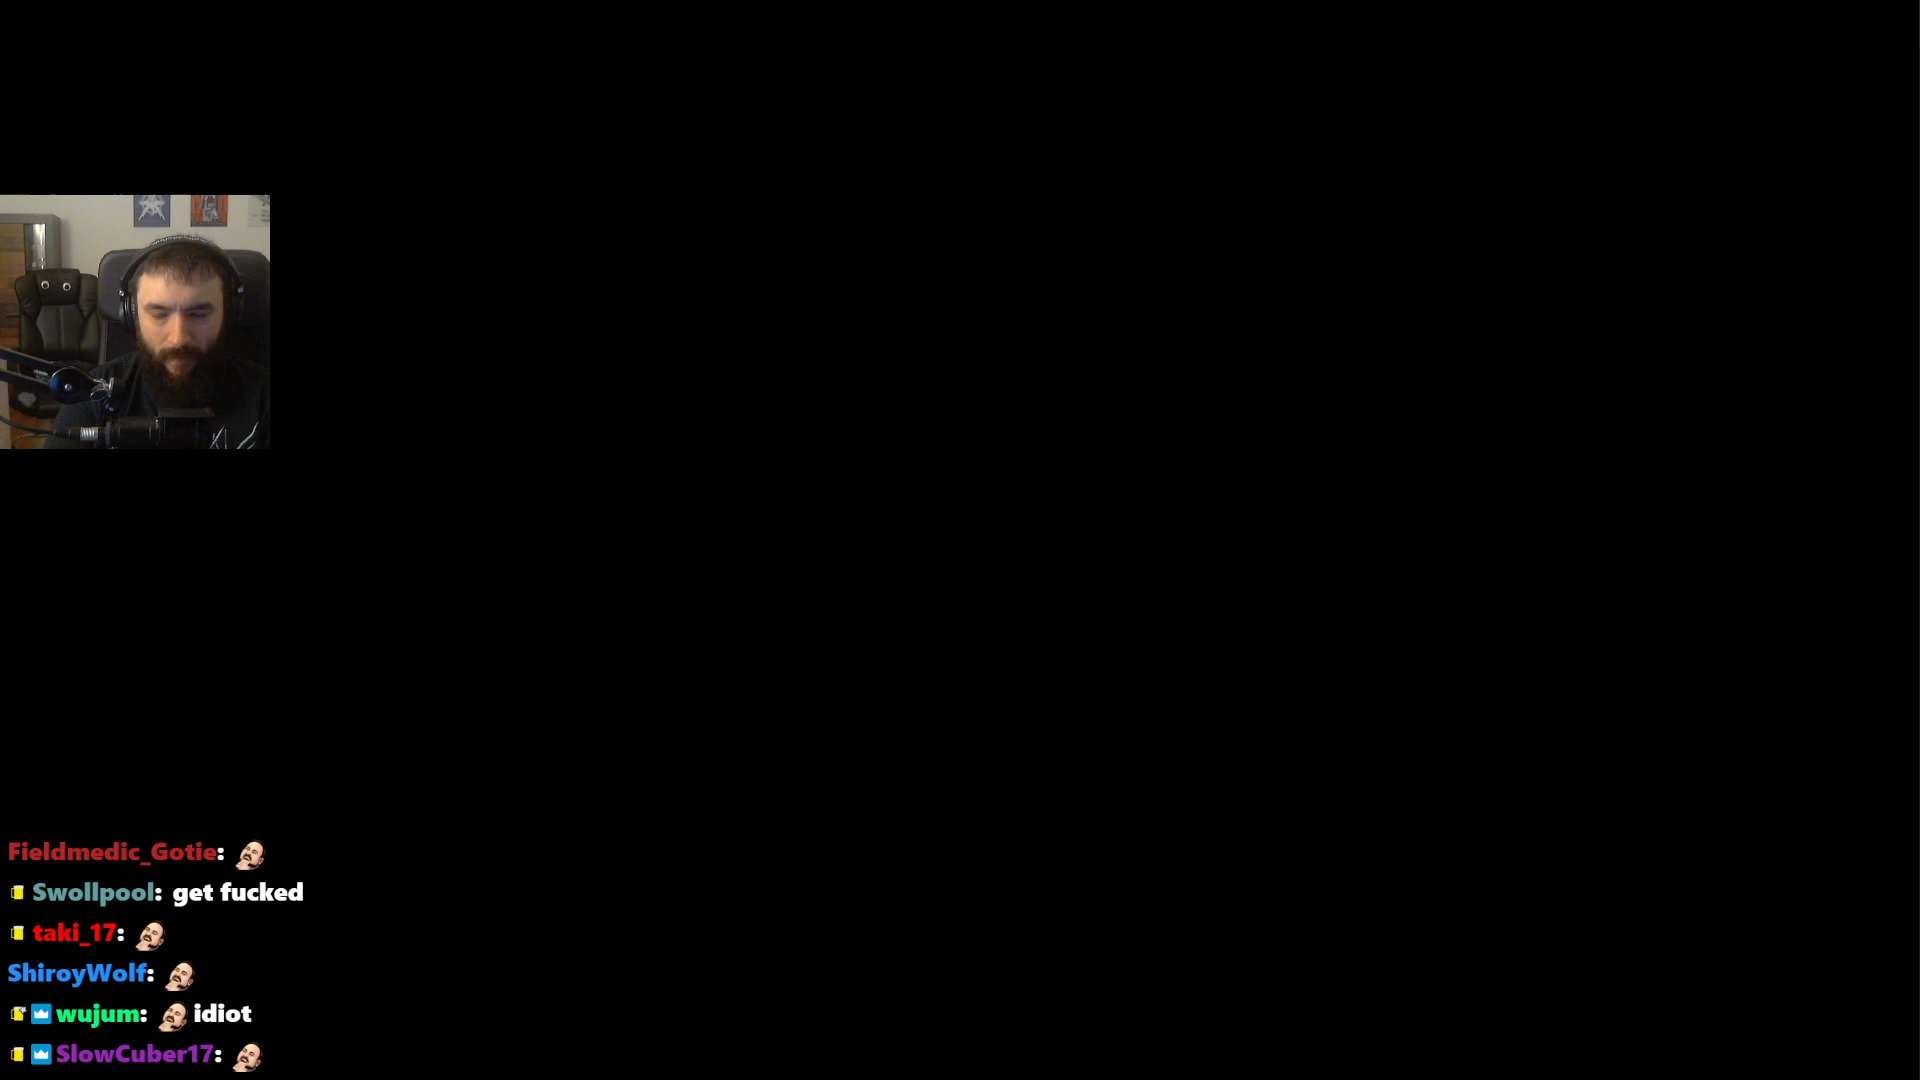 Fieldmedic_Gotie:
Swollpool: get fucked
taki_17:
ShiroyWolf:
wujum: idiot
SlowCuber17: